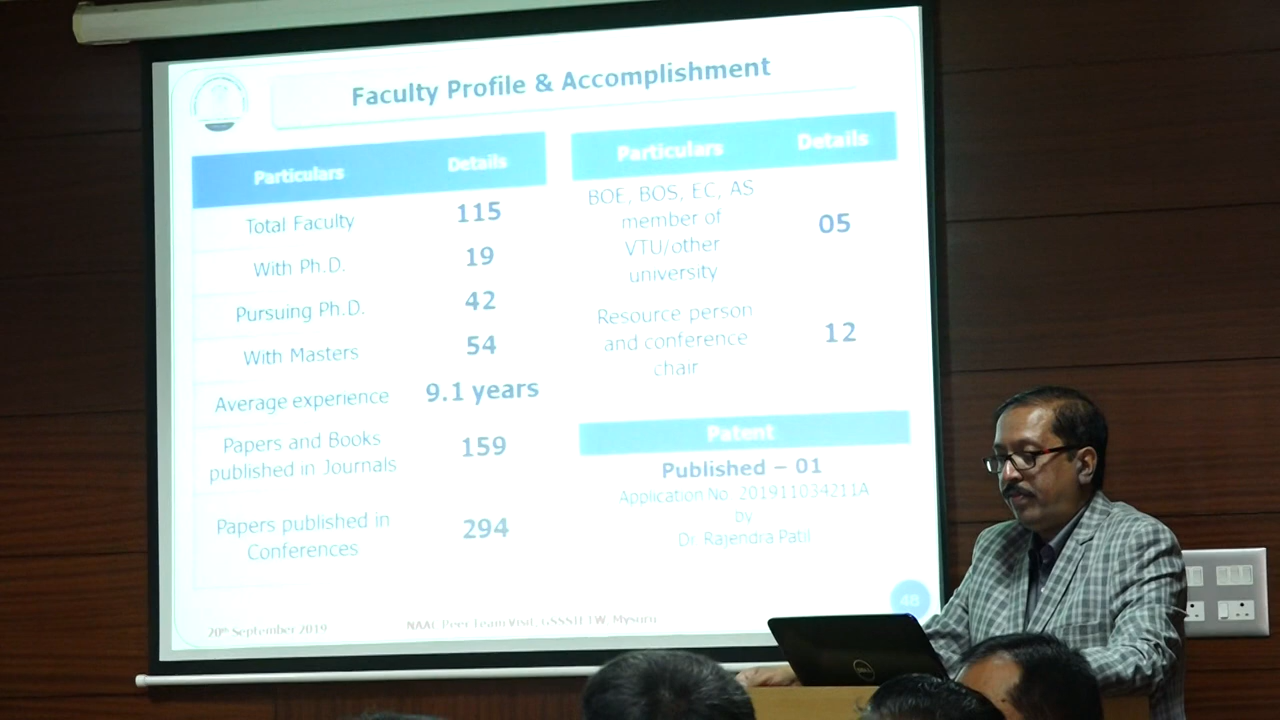 Faculty Profile & Accomplishment
Particulars Details
Total Faculty 115
With Ph.D. 19
Pursuing Ph.D. 42
With Masters 54
Average experience 9.1 years
Papers and Books
published in Journals 159
Papers published in
Conferences 294
Particulars Details
BOE, BOS, EC, AS
member of
VTU/other
university 05
Resource person
and conference
chair 12
Patent
Published – 01
Application No. 201911034211A
by
Dr. Rajendra Patil
48
20th September 2019
NAAC Peer Team Visit, GSSSIETW, Mysuru
DELL